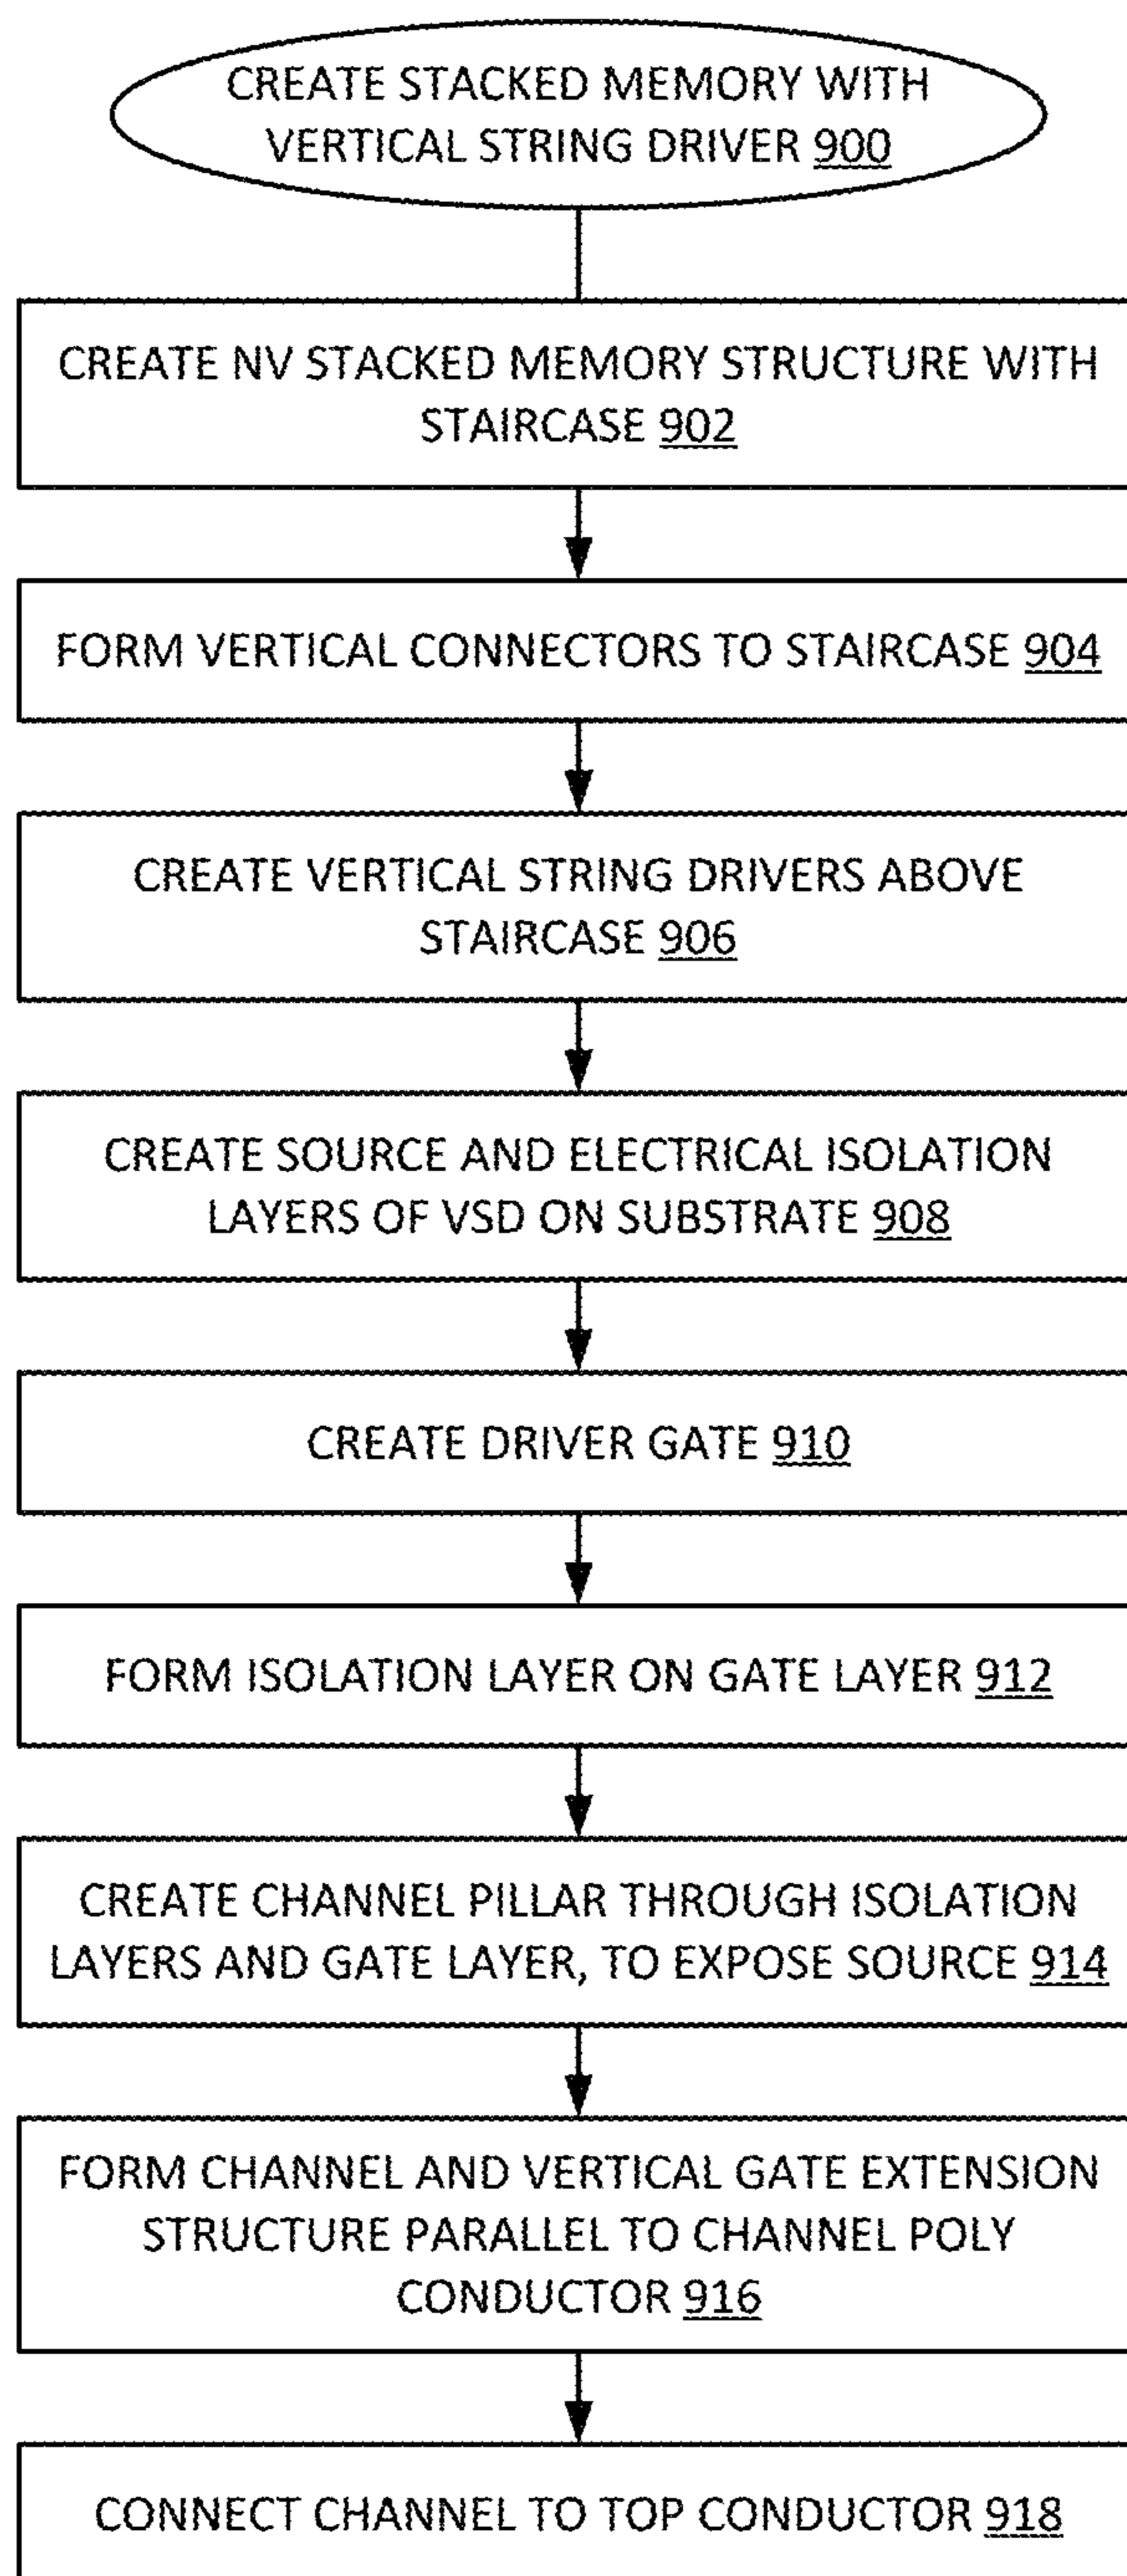 CREATE STACKED MEMORY WITH
VERTICAL STRING DRIVER 900
CREATE NV STACKED MEMORY STRUCTURE WITH
STAIRCASE 902
FORM VERTICAL CONNECTORS TO STAIRCASE 904
CREATE VERTICAL STRING DRIVERS ABOVE
STAIRCASE 906
CREATE SOURCE AND ELECTRICAL ISOLATION
LAYERS OF VSD ON SUBSTRATE 908
CREATE DRIVER GATE 910
FORM ISOLATION LAYER ON GATE LAYER 912
CREATE CHANNEL PILLAR THROUGH ISOLATION
LAYERS AND GATE LAYER, TO EXPOSE SOURCE 914
FORM CHANNEL AND VERTICAL GATE EXTENSION
STRUCTURE PARALLEL TO CHANNEL POLY
CONDUCTOR 916
CONNECT CHANNEL TO TOP CONDUCTOR 918